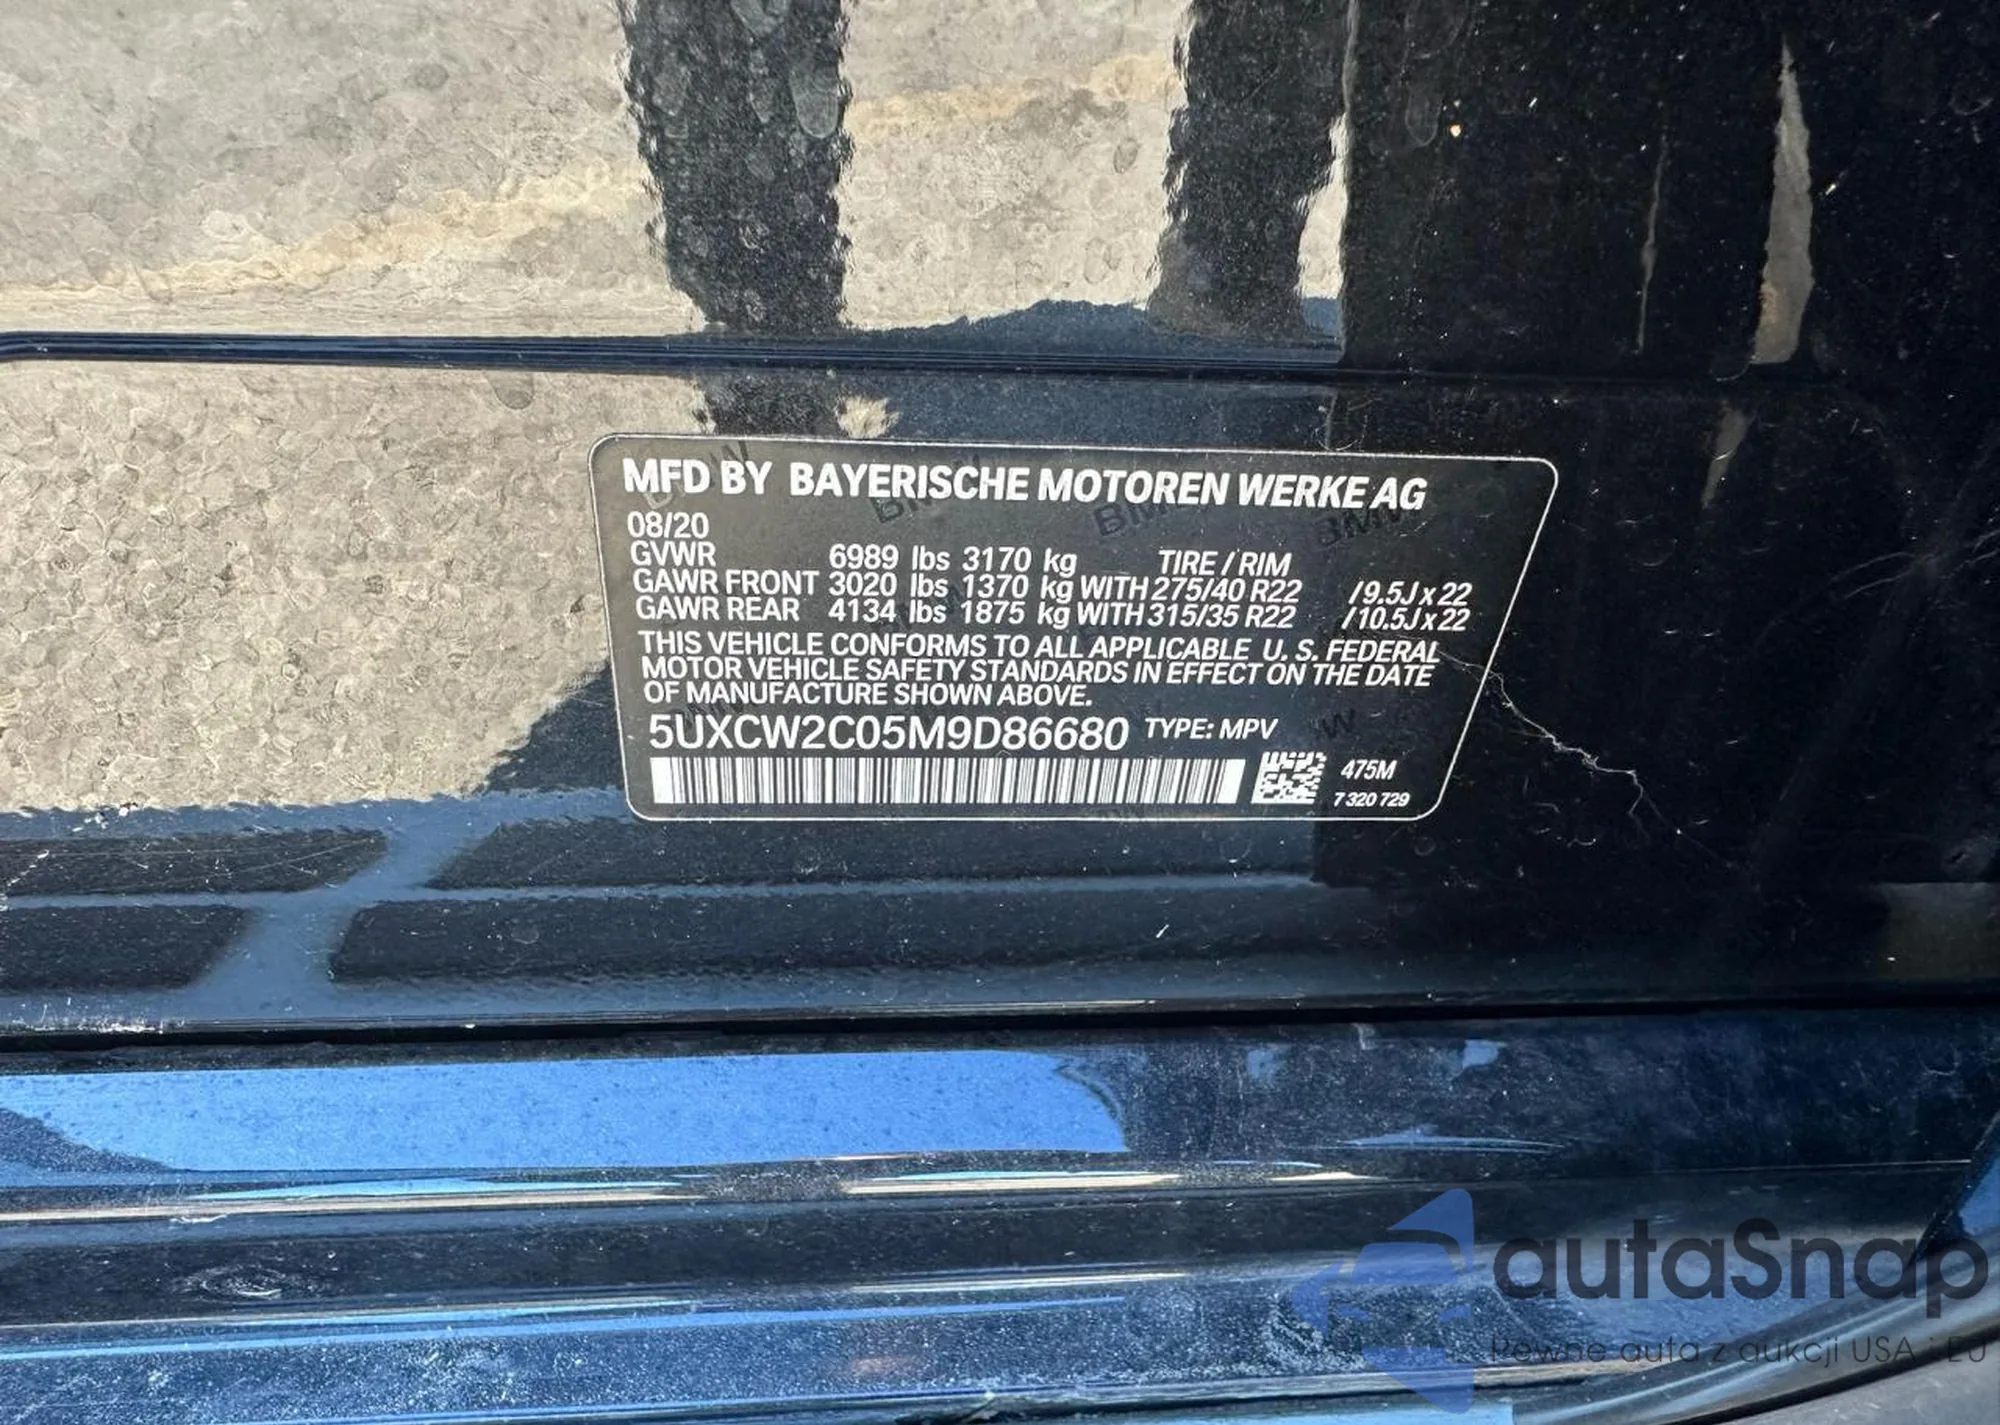 MFD BY BAYERISCHE MOTOREN WERKE AG
08/20
GVWR 6989 lbs 3170 kg TIRE / RIM
GAWR FRONT 3020 lbs 1370 kg WITH 275/40 R22 / 9.5J x 22
GAWR REAR 4134 lbs 1875 kg WITH 315/35 R22 / 10.5J x 22
THIS VEHICLE CONFORMS TO ALL APPLICABLE U. S. FEDERAL
MOTOR VEHICLE SAFETY STANDARDS IN EFFECT ON THE DATE
OF MANUFACTURE SHOWN ABOVE.
5UXCW2C05M9D86680 TYPE: MPV
475M
7 320 729
autaSnap
Pewne auta z aukcji USA i EU